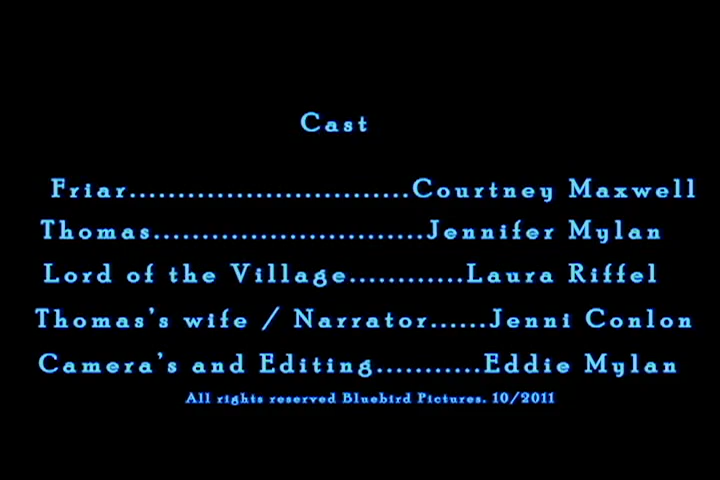 Cast
Friar.............................Courtney Maxwell
Thomas............................Jennifer Mylan
Lord of the Village............Laura Riffel
Thomas's wife / Narrator......Jenni Conlon
Camera's and Editing...........Eddie Mylan
All rights reserved Bluebird Pictures. 10/2011